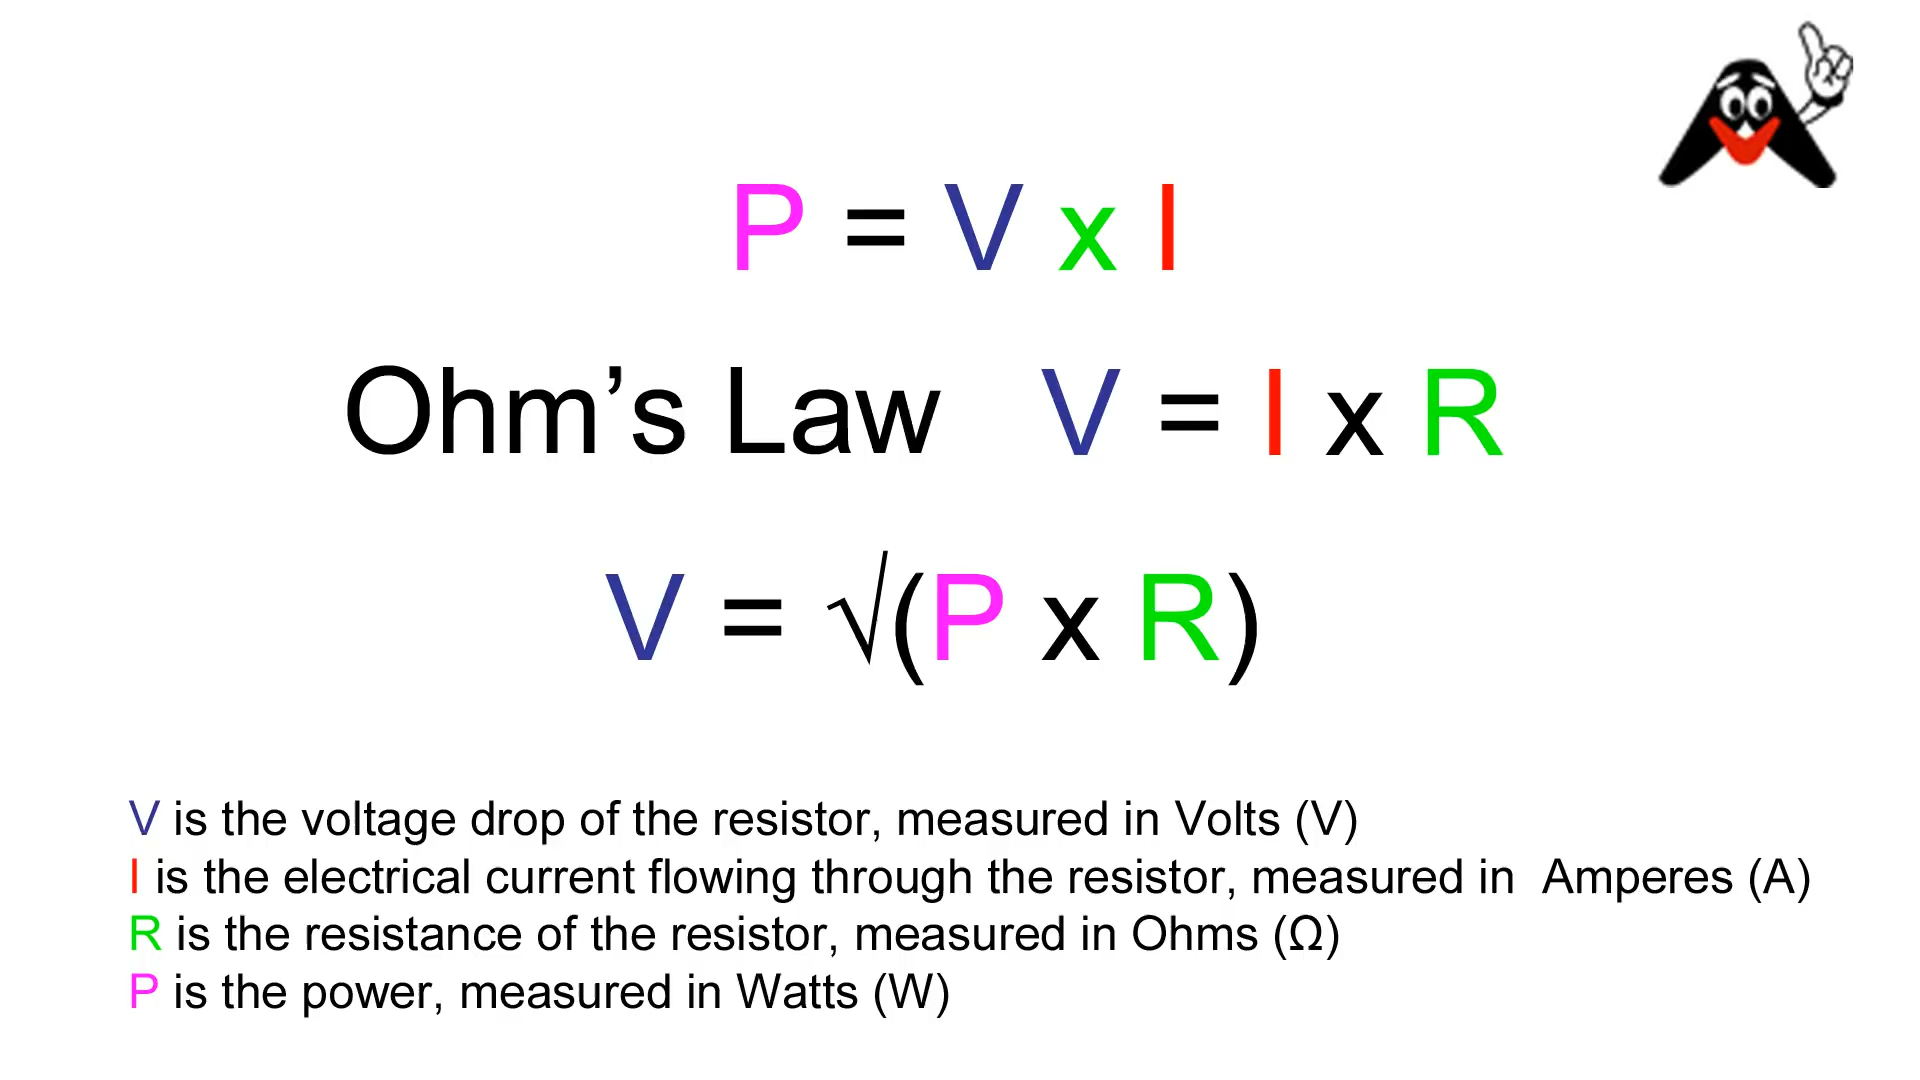 P = V x I
Ohm’s Law V = I x R
V = √(P x R)
V is the voltage drop of the resistor, measured in Volts (V)
I is the electrical current flowing through the resistor, measured in  Amperes (A)
R is the resistance of the resistor, measured in Ohms (Ω)
P is the power, measured in Watts (W)